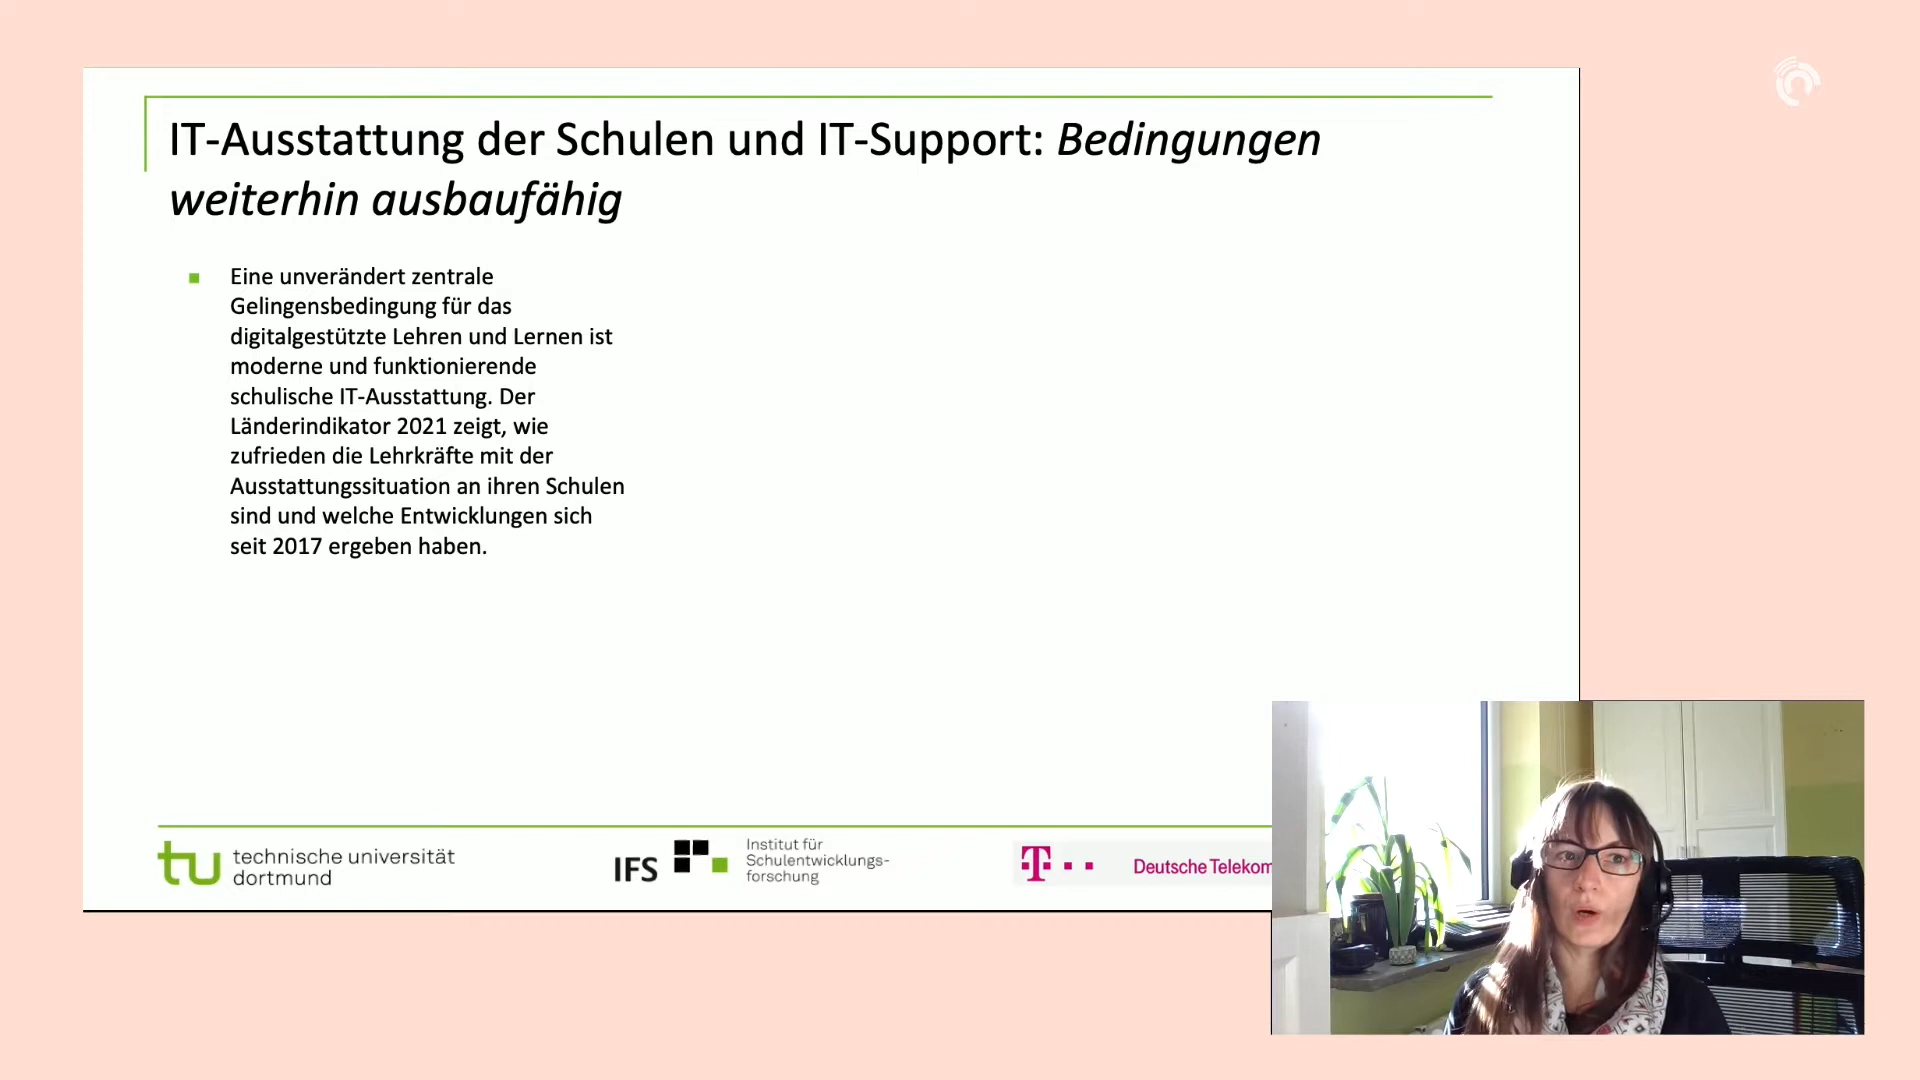 IT-Ausstattung der Schulen und IT-Support: Bedingungen
weiterhin ausbaufähig
Eine unverändert zentrale
Gelingensbedingung für das
digitalgestützte Lehren und Lernen ist
moderne und funktionierende
schulische IT-Ausstattung. Der
Länderindikator 2021 zeigt, wie
zufrieden die Lehrkräfte mit der
Ausstattungssituation an ihren Schulen
sind und welche Entwicklungen sich
seit 2017 ergeben haben.
tu technische universität
dortmund
IFS
Institut für
Schulentwicklungs-
forschung
T
Deutsche Telekom